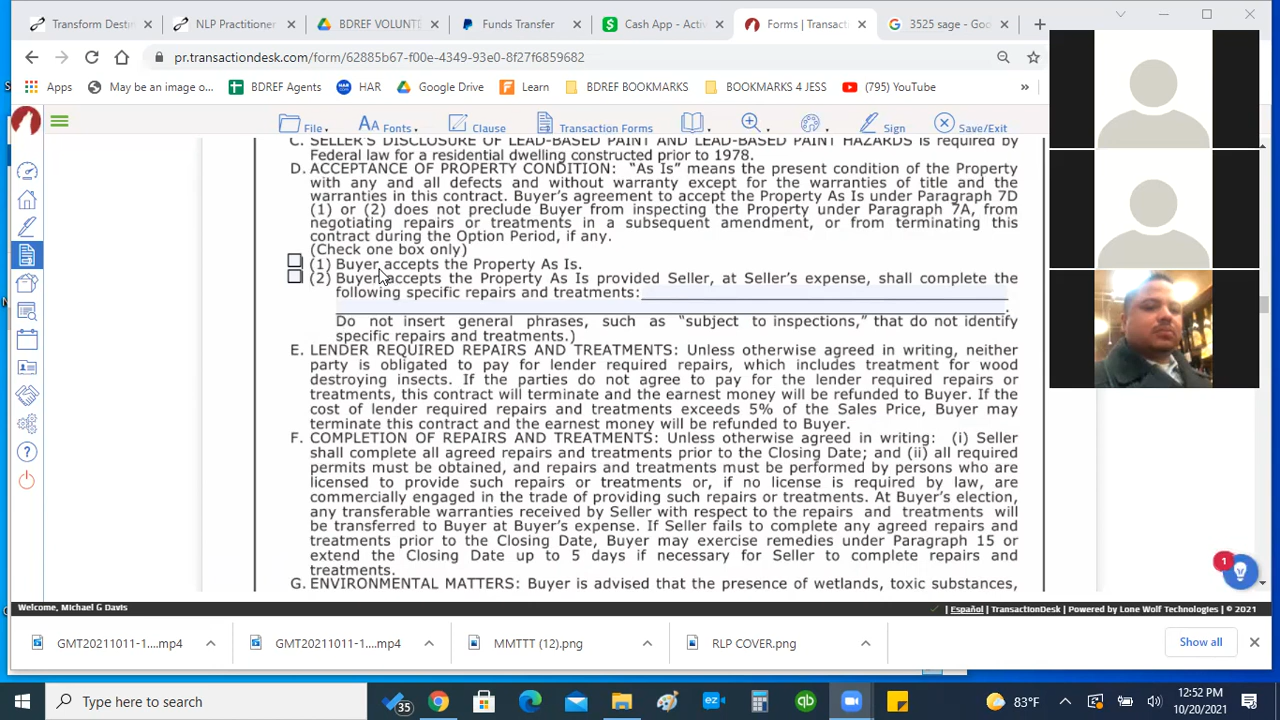 Transform Destin
NLP Practitioner
BDREF VOLUNTE
Funds Transfer
Cash App - Activ
Forms | Transact
3525 sage - Goo
pr.transactiondesk.com/form/62885b67-f00e-4349-93e0-8f27f6859682
Apps
May be an image o...
BDREF Agents
HAR
Google Drive
Learn
BDREF BOOKMARKS
BOOKMARKS 4 JESS
(795) YouTube
»
File
Fonts
Clause
Transaction Forms
Sign
Save/Exit
C. SELLER'S DISCLOSURE OF LEAD-BASED PAINT AND LEAD-BASED PAINT HAZARDS is required by
Federal law for a residential dwelling constructed prior to 1978.
D. ACCEPTANCE OF PROPERTY CONDITION: "As Is" means the present condition of the Property
with any and all defects and without warranty except for the warranties of title and the
warranties in this contract. Buyer's agreement to accept the Property As Is under Paragraph 7D
(1) or (2) does not preclude Buyer from inspecting the Property under Paragraph 7A, from
negotiating repairs or treatments in a subsequent amendment, or from terminating this
contract during the Option Period, if any.
(Check one box only)
(1) Buyer accepts the Property As Is.
(2) Buyer accepts the Property As Is provided Seller, at Seller's expense, shall complete the
following specific repairs and treatments:
.
Do not insert general phrases, such as "subject to inspections," that do not identify
specific repairs and treatments.)
E. LENDER REQUIRED REPAIRS AND TREATMENTS: Unless otherwise agreed in writing, neither
party is obligated to pay for lender required repairs, which includes treatment for wood
destroying insects. If the parties do not agree to pay for the lender required repairs or
treatments, this contract will terminate and the earnest money will be refunded to Buyer. If the
cost of lender required repairs and treatments exceeds 5% of the Sales Price, Buyer may
terminate this contract and the earnest money will be refunded to Buyer.
F. COMPLETION OF REPAIRS AND TREATMENTS: Unless otherwise agreed in writing: (i) Seller
shall complete all agreed repairs and treatments prior to the Closing Date; and (ii) all required
permits must be obtained, and repairs and treatments must be performed by persons who are
licensed to provide such repairs or treatments or, if no license is required by law, are
commercially engaged in the trade of providing such repairs or treatments. At Buyer's election,
any transferable warranties received by Seller with respect to the repairs and treatments will
be transferred to Buyer at Buyer's expense. If Seller fails to complete any agreed repairs and
treatments prior to the Closing Date, Buyer may exercise remedies under Paragraph 15 or
extend the Closing Date up to 5 days if necessary for Seller to complete repairs and
treatments.
G. ENVIRONMENTAL MATTERS: Buyer is advised that the presence of wetlands, toxic substances,
1
Welcome, Michael G Davis
| Español | TransactionDesk | Powered by Lone Wolf Technologies | © 2021
GMT20211011-1....mp4
GMT20211011-1....mp4
MMTTT (12).png
RLP COVER.png
Show all
Type here to search
35
ez
qb
83°F
12:52 PM
10/20/2021